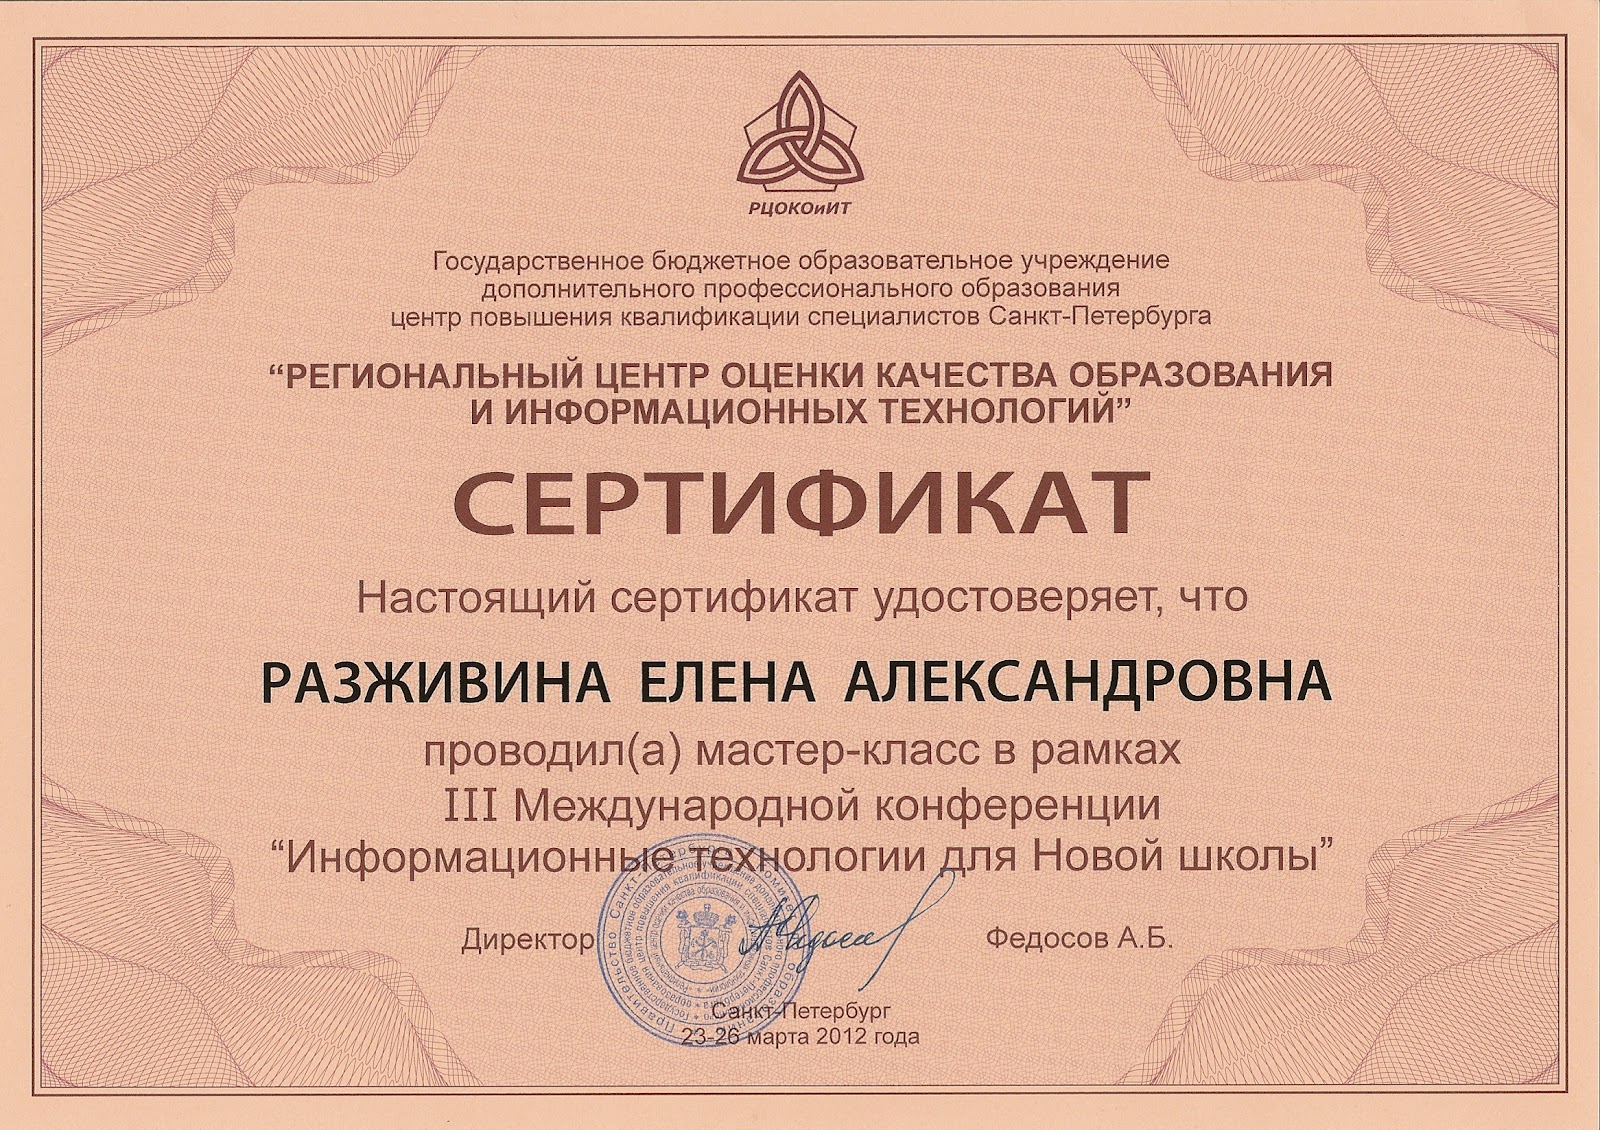 РЦОКОиИТ
Государственное бюджетное образовательное учреждение
дополнительного профессионального образования
центр повышения квалификации специалистов Санкт-Петербурга
“РЕГИОНАЛЬНЫЙ ЦЕНТР ОЦЕНКИ КАЧЕСТВА ОБРАЗОВАНИЯ
И ИНФОРМАЦИОННЫХ ТЕХНОЛОГИЙ”
СЕРТИФИКАТ
Настоящий сертификат удостоверяет, что
РАЗЖИВИНА ЕЛЕНА АЛЕКСАНДРОВНА
проводил(а) мастер-класс в рамках
III Международной конференции
“Информационные технологии для Новой школы”
Директор
Федосов А.Б.
Санкт-Петербург
23-26 марта 2012 года